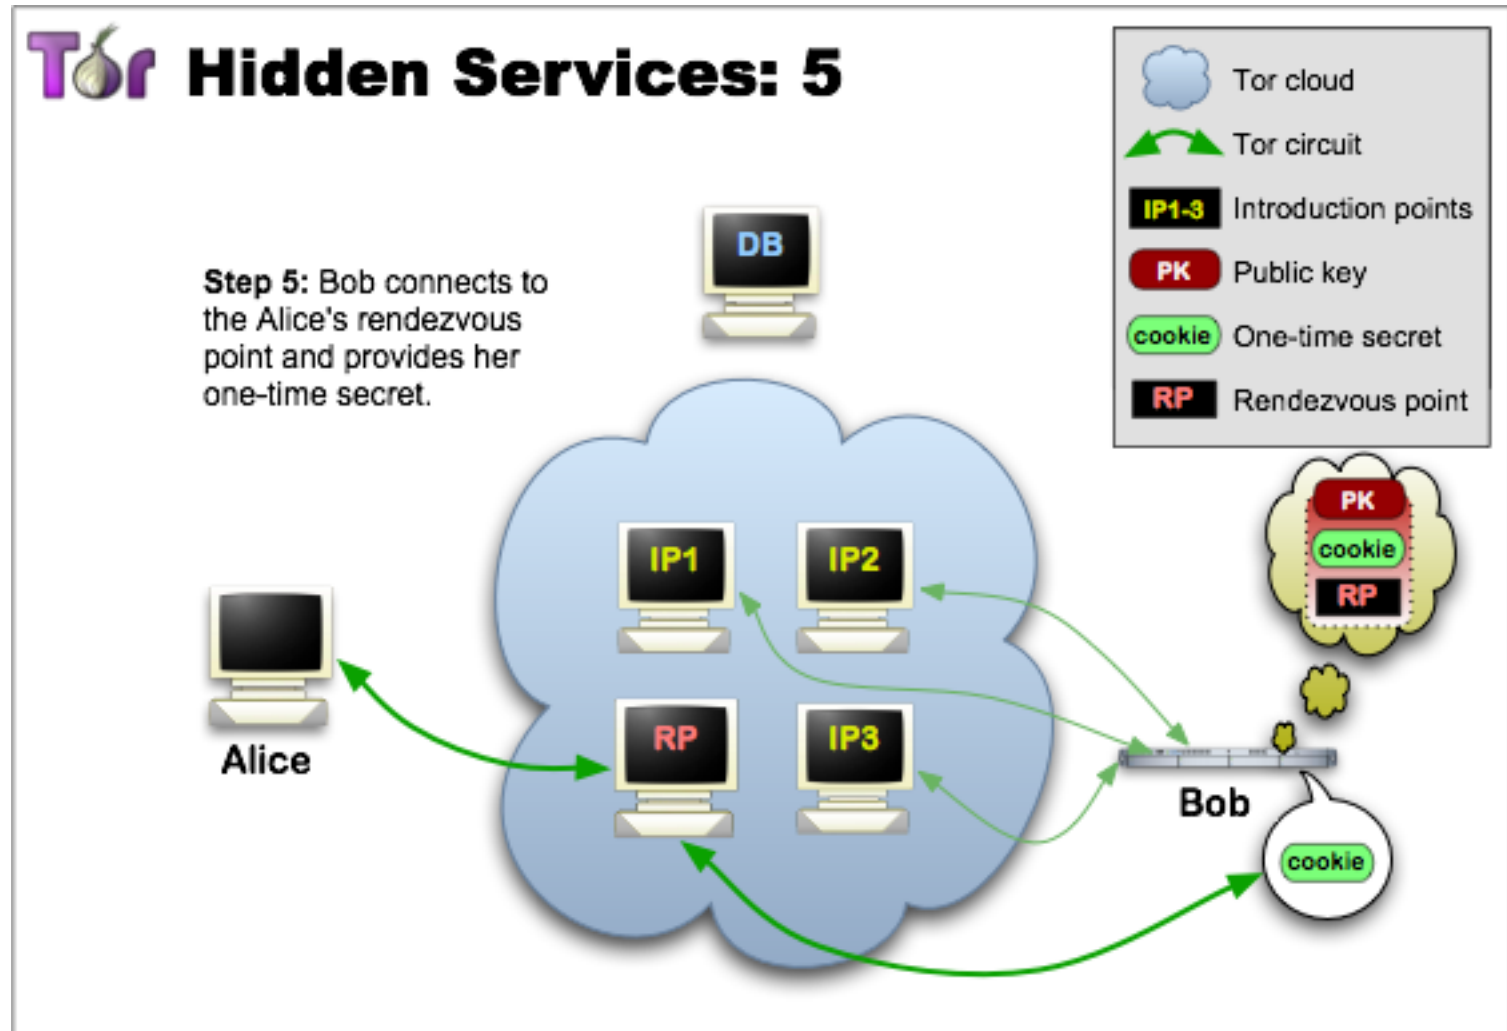 Tor Hidden Services: 5
Tor cloud
Tor circuit
IP1-3 Introduction points
PK Public key
cookie One-time secret
RP Rendezvous point
Step 5: Bob connects to
the Alice's rendezvous
point and provides her
one-time secret.
DB
PK
cookie
RP
IP1 IP2
Alice
RP IP3
Bob
cookie